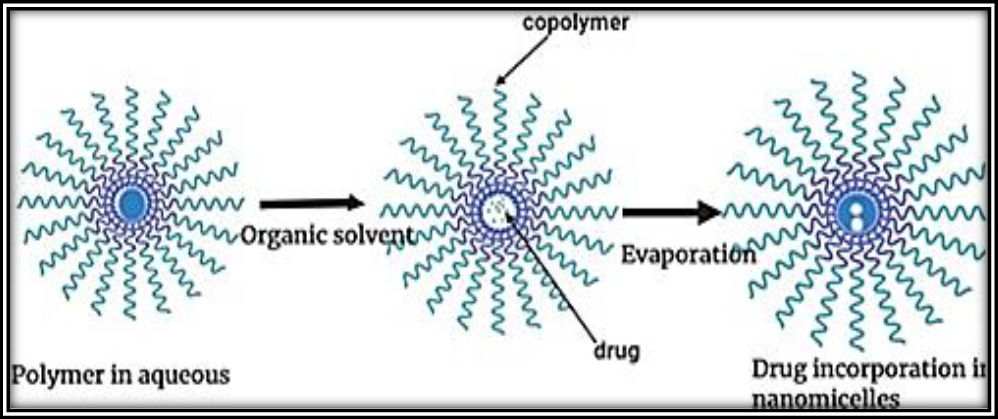 copolymer
Organic solvent
Evaporation
drug
Polymer in aqueous
Drug incorporation in
nanomicelles